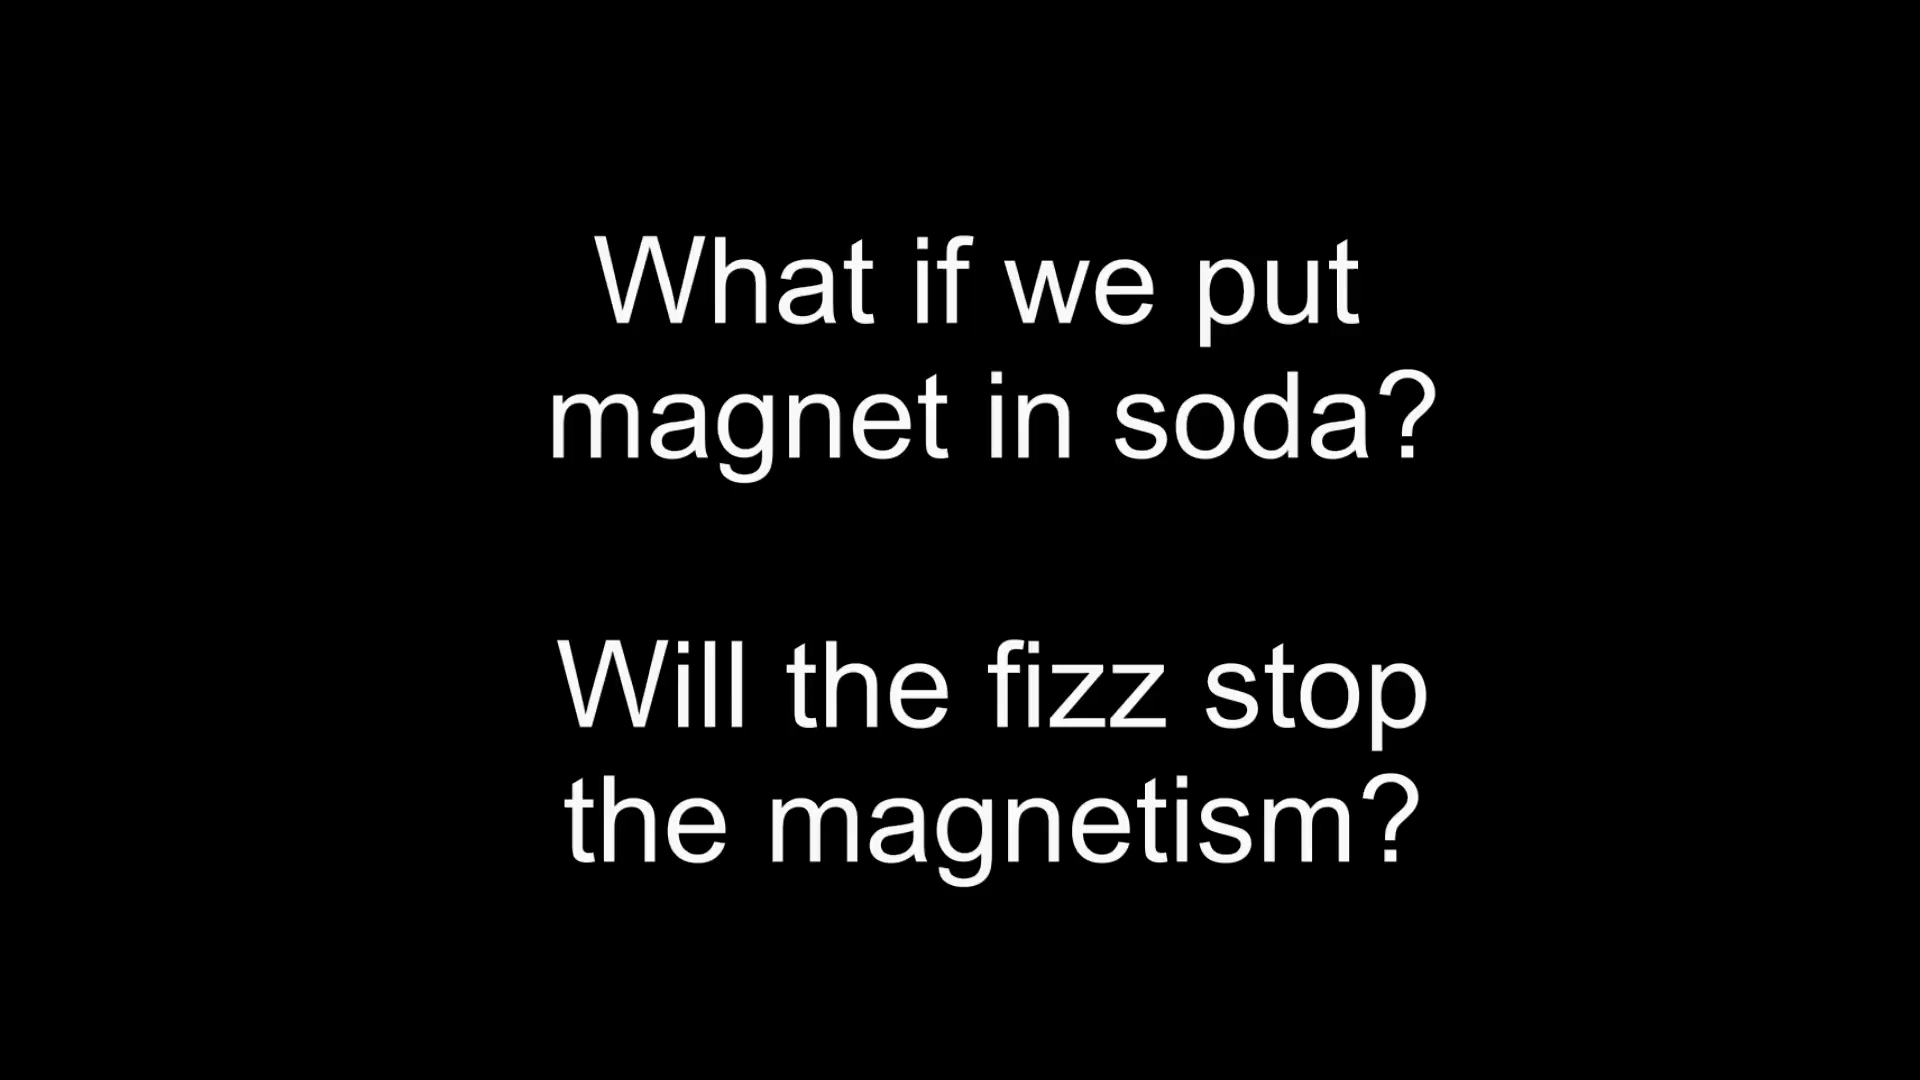 What if we put
magnet in soda?
Will the fizz stop
the magnetism?